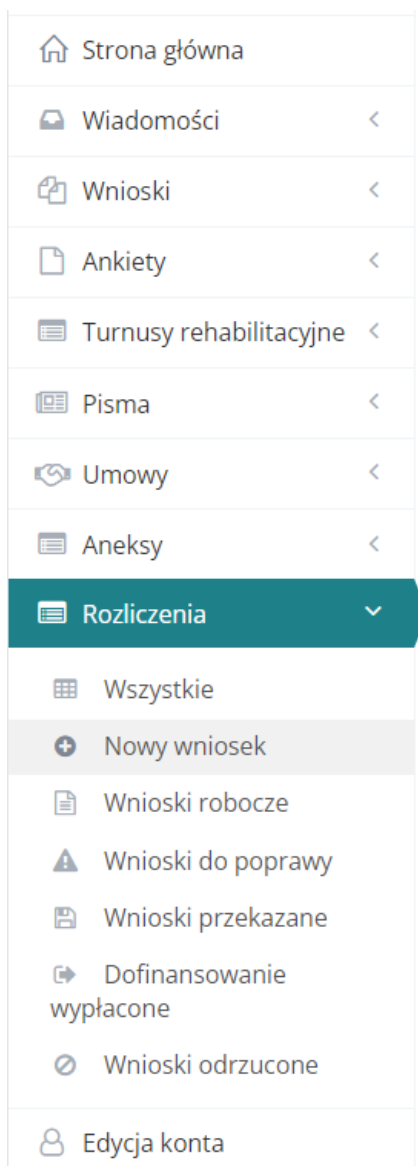 Strona główna
Wiadomości
Wnioski
Ankiety
Turnusy rehabilitacyjne
Pisma
Umowy
Aneksy
Rozliczenia
Wszystkie
Nowy wniosek
Wnioski robocze
Wnioski do poprawy
Wnioski przekazane
Dofinansowanie
wypłacone
Wnioski odrzucone
Edycja konta